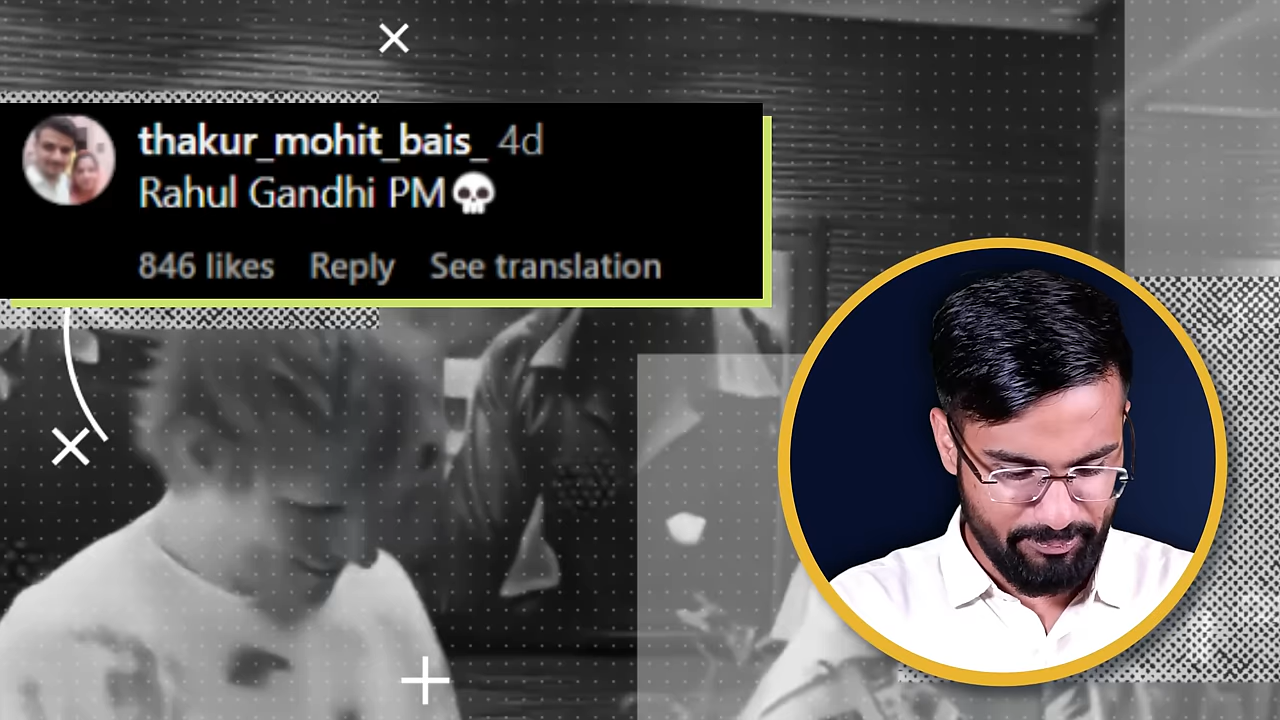 thakur_mohit_bais_ 4d
Rahul Gandhi PM💀
846 likes Reply See translation